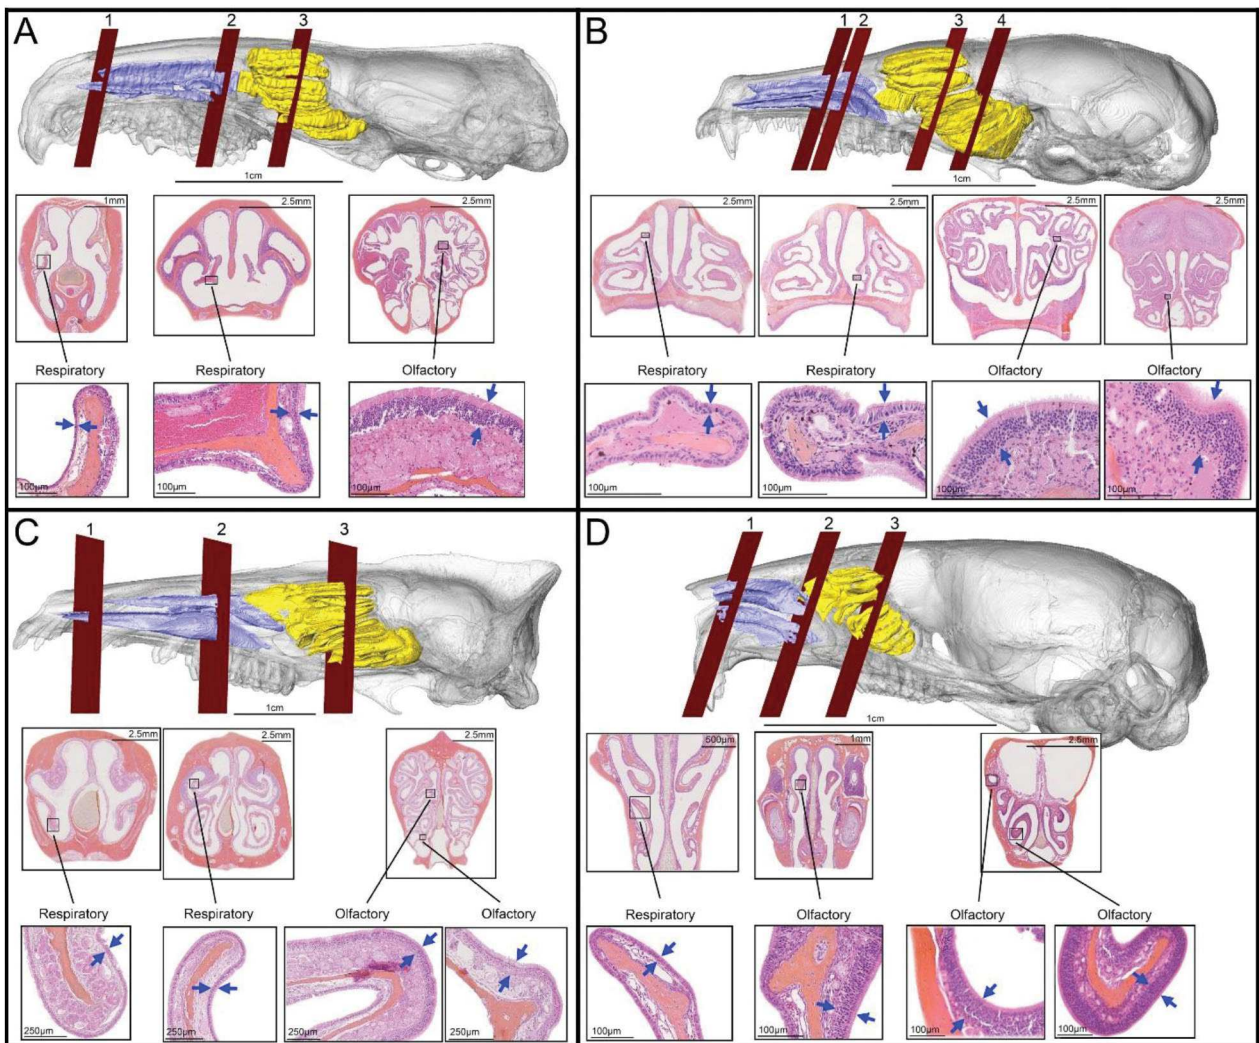 A
1 2 3
1cm
1mm 2.5mm 2.5mm
Respiratory Respiratory Olfactory
100µm 100µm 100µm
B
1 2 3 4
1cm
2.5mm 2.5mm 2.5mm 2.5mm
Respiratory Respiratory Olfactory Olfactory
100µm 100µm 100µm 100µm
C
1 2 3
1cm
2.5mm 2.5mm 2.5mm
Respiratory Respiratory Olfactory Olfactory
250µm 250µm 250µm 250µm
D
1 2 3
1cm
500µm 1mm 2.5mm
Respiratory Olfactory Olfactory Olfactory
100µm 100µm 100µm 100µm